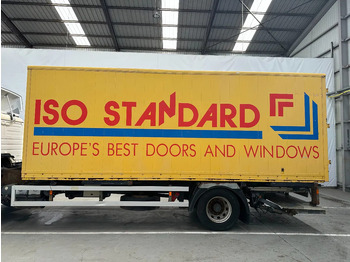 ISO STANDARD
EUROPE'S BEST DOORS AND WINDOWS